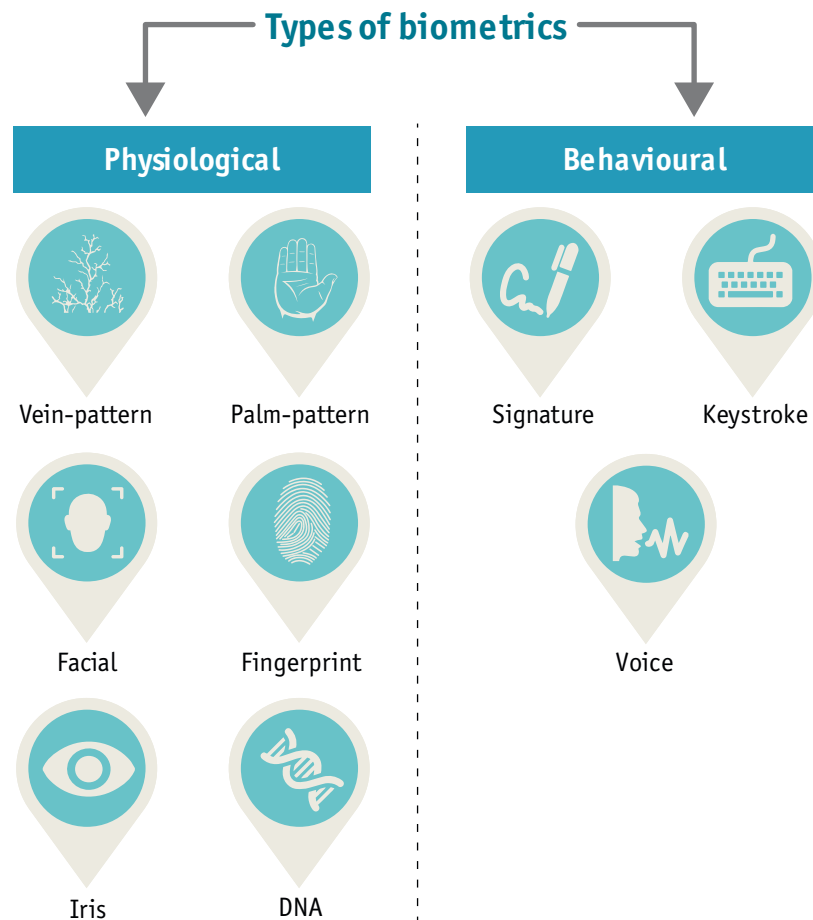 Types of biometrics
Physiological
Behavioural
Vein-pattern
Palm-pattern
Signature
Keystroke
Facial
Fingerprint
Voice
Iris
DNA